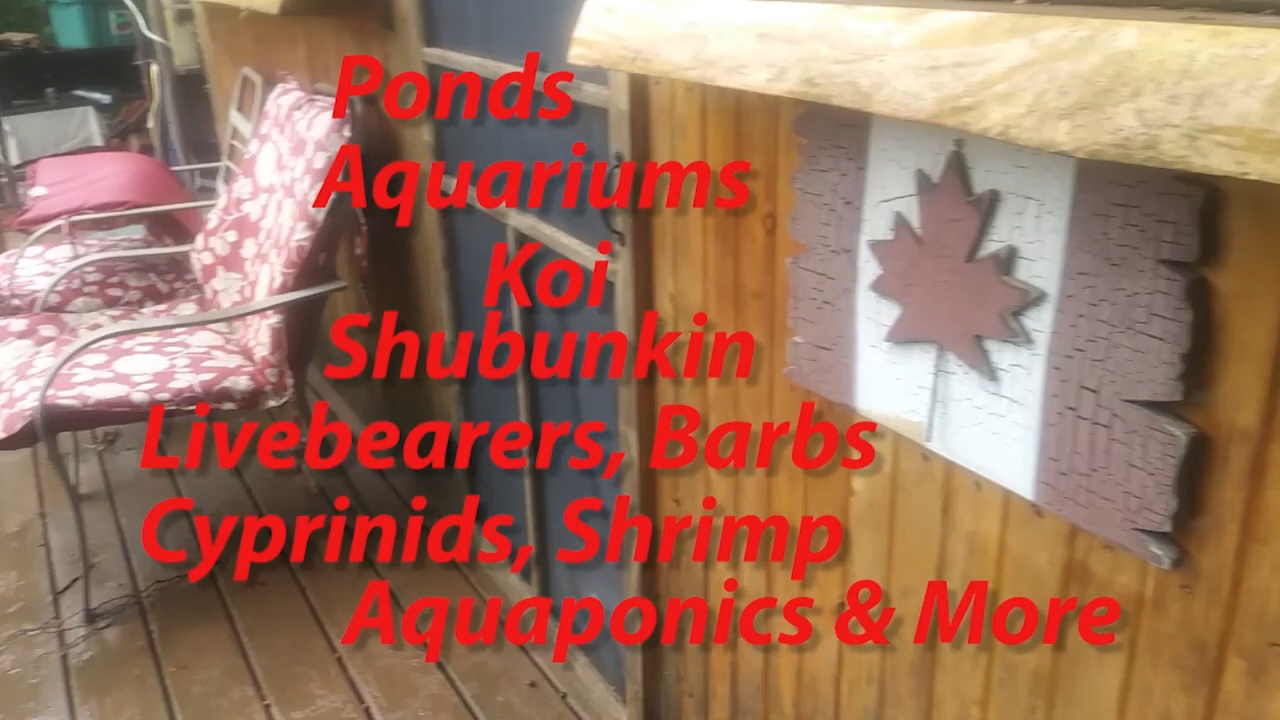 Ponds
Aquariums
Koi
Shubunkin
Livebearers, Barbs
Cyprinids, Shrimp
Aquaponics & More